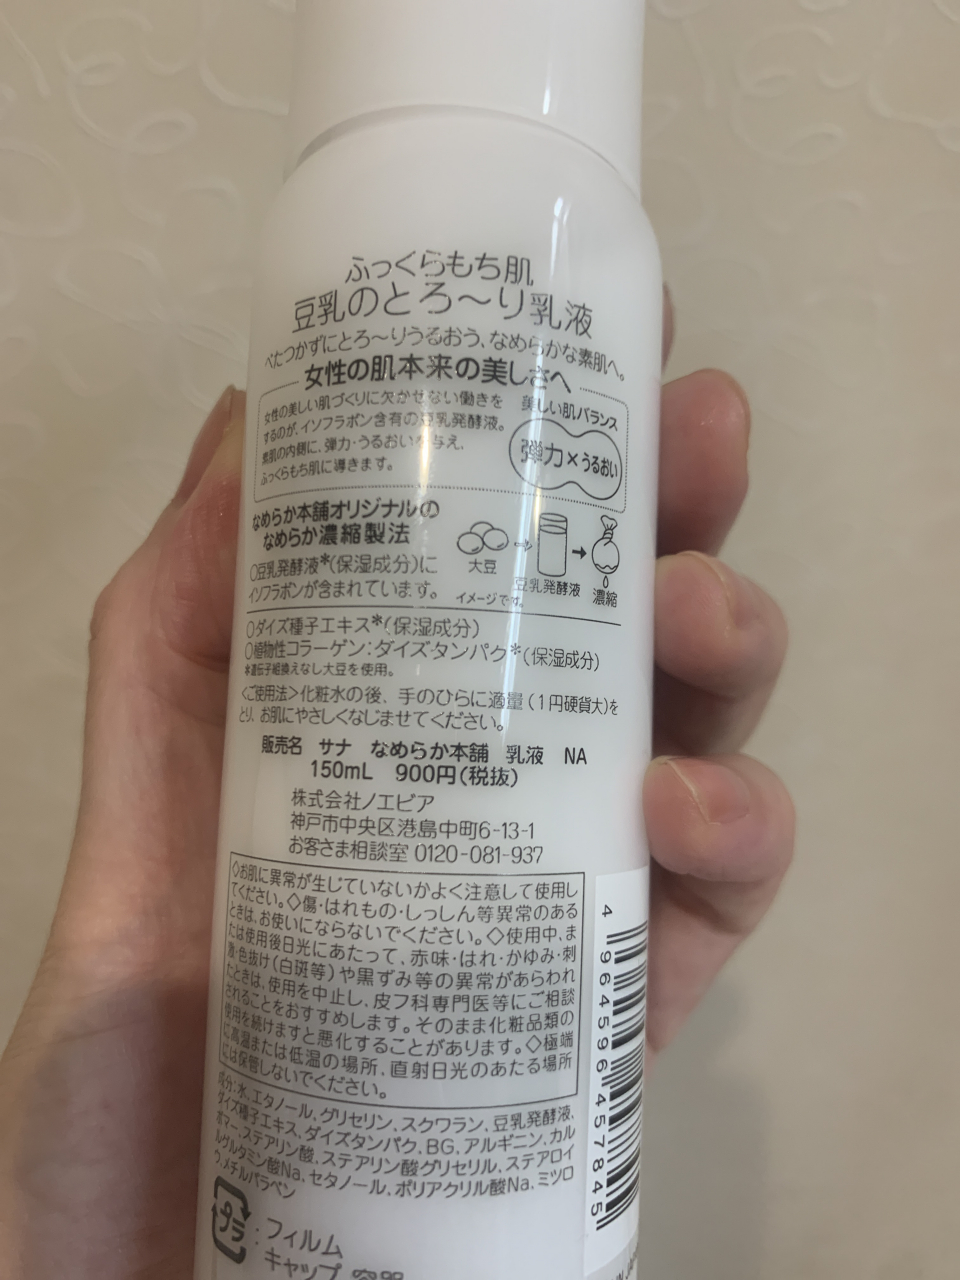 ふっくらもち肌
豆乳のとろ〜り乳液
べたつかずにとろ〜りうるおう、なめらかな素肌へ。
女性の肌本来の美しさへ
女性の美しい肌づくりに欠かせない働きを
するのが、イソフラボン含有の豆乳発酵液。
素肌の内側に、弾力・うるおいを与え、
ふっくらもち肌に導きます。
美しい肌バランス
弾力×うるおい
なめらか本舗オリジナルの
なめらか濃縮製法
○豆乳発酵液*(保湿成分)に
イソフラボンが含まれています。
大豆
豆乳発酵液
濃縮
イメージです。
○ダイズ種子エキス*(保湿成分)
○植物性コラーゲン:ダイズタンパク*(保湿成分)
*遺伝子組換えなし大豆を使用。
<ご使用法>化粧水の後、手のひらに適量(1円硬貨大)を
とり、お肌にやさしくなじませてください。
販売名 サナ なめらか本舗 乳液 NA
150mL 900円(税抜)
株式会社ノエビア
神戸市中央区港島中町6-13-1
お客さま相談室 0120-081-937
◇お肌に異常が生じていないかよく注意して使用し
てください。◇傷・はれもの・しっしん等異常のある
ときは、お使いにならないでください。◇使用中、ま
たは使用後日光にあたって、赤味・はれ・かゆみ・刺
激・色抜け(白斑等)や黒ずみ等の異常があらわれ
たときは、使用を中止し、皮フ科専門医等にご相談
されることをおすすめします。そのまま化粧品類の
使用を続けますと悪化することがあります。◇極端
に高温または低温の場所、直射日光のあたる場所
には保管しないでください。
成分:水、エタノール、グリセリン、スクワラン、豆乳発酵液、
ダイズ種子エキス、ダイズタンパク、BG、アルギニン、カル
ボマー、ステアリン酸、ステアリン酸グリセリル、ステアロイ
ルグルタミン酸Na、セタノール、ポリアクリル酸Na、ミツロ
ウ、メチルパラベン
プラ
:フィルム
キャップ 容器
4 964596 457845